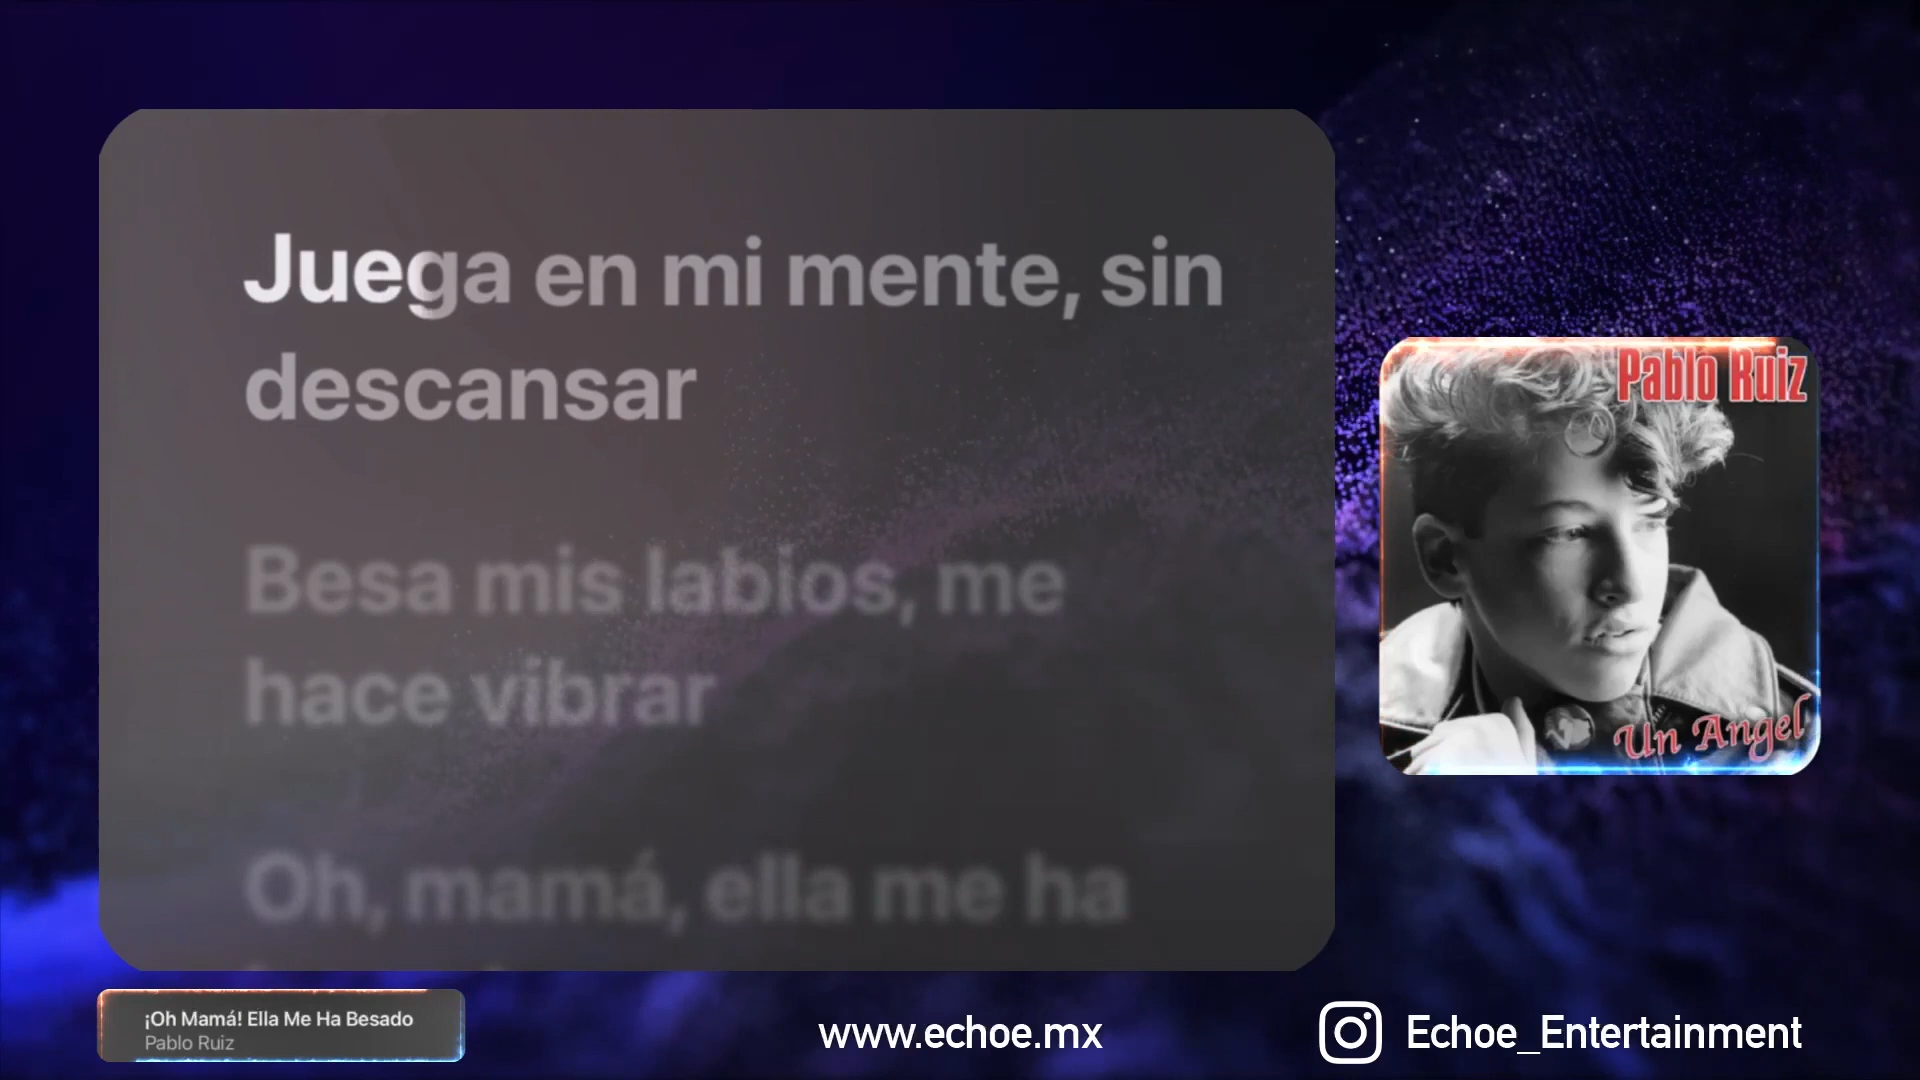 Juega en mi mente, sin
descansar
Besa mis labios, me
hace vibrar
Oh, mamá, ella me ha
Pablo Ruiz
Un Angel
¡Oh Mamá! Ella Me Ha Besado
Pablo Ruiz
www.echoe.mx
Echoe_Entertainment